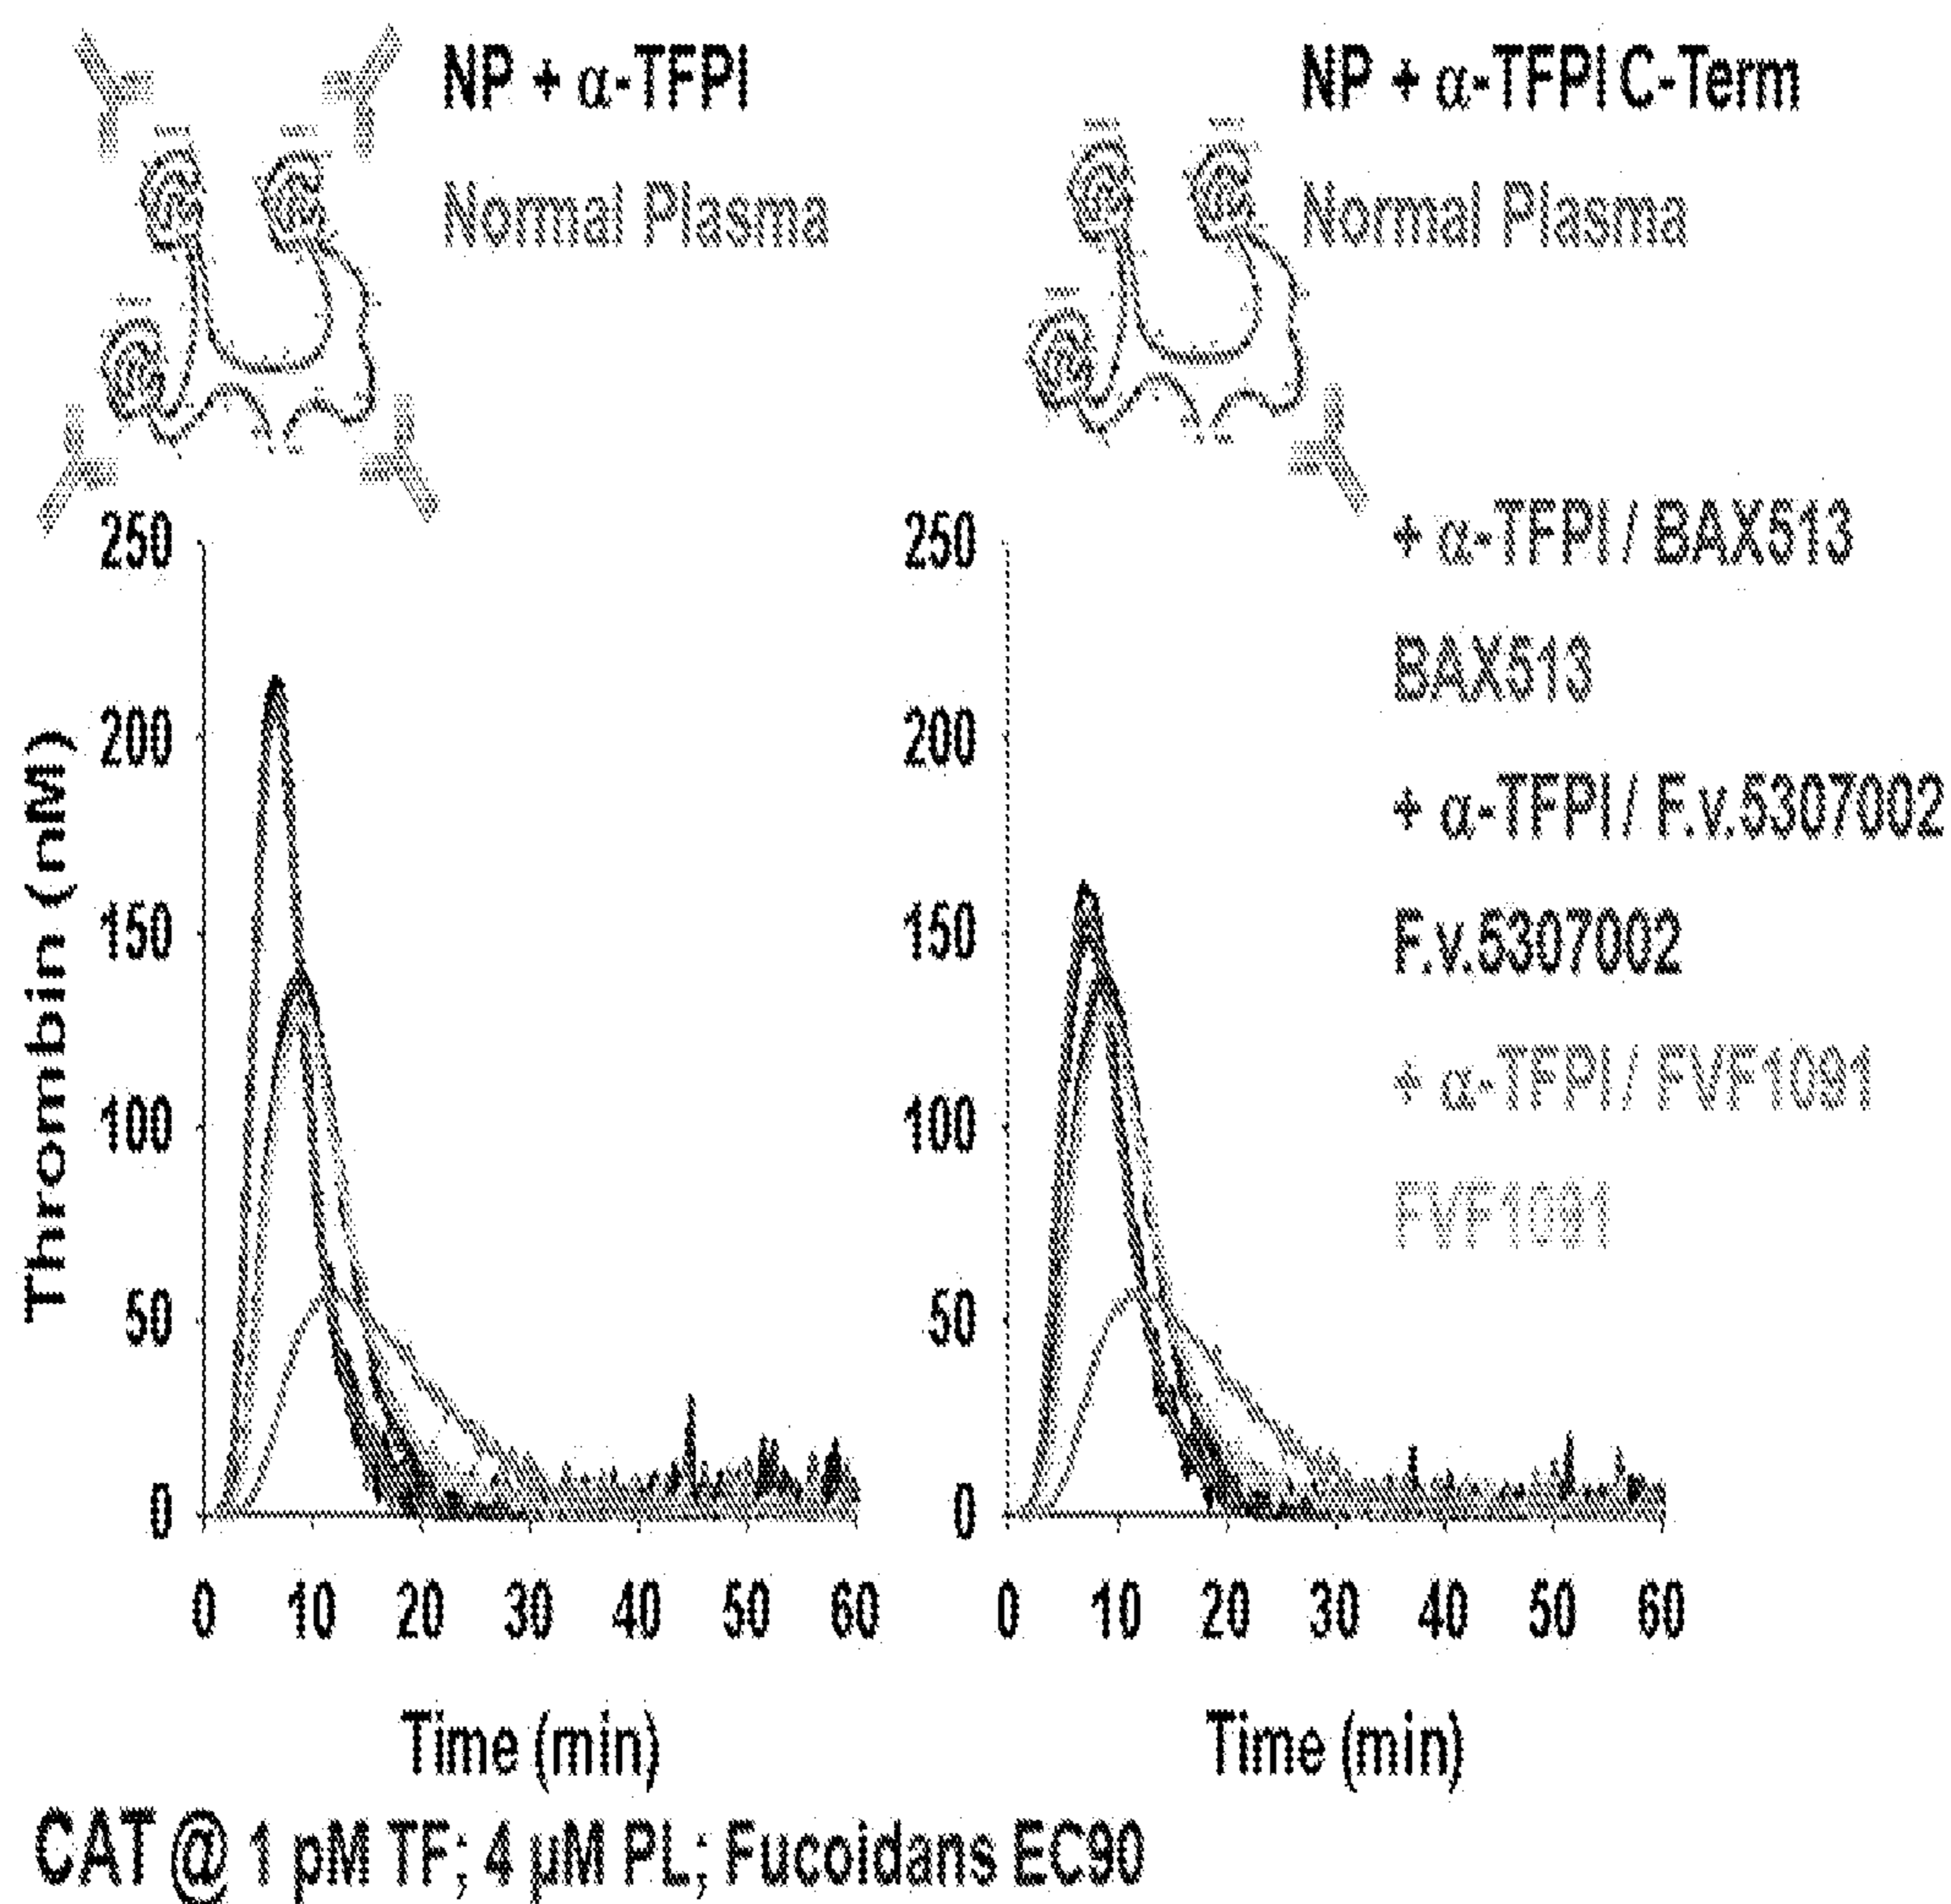 NP + α-TFPI
Normal Plasma
NP + α-TFPI C-Term
Normal Plasma
+ α-TFPI / BAX513
BAX513
+ α-TFPI / F.v.5307002
F.v.5307002
+ α-TFPI / FVF1091
FVF1091
Thrombin (nM)
250
200
150
100
50
0
0 10 20 30 40 50 60
Time (min)
250
200
150
100
50
0
0 10 20 30 40 50 60
Time (min)
CAT @ 1 pM TF; 4 µM PL; Fucoidans EC90